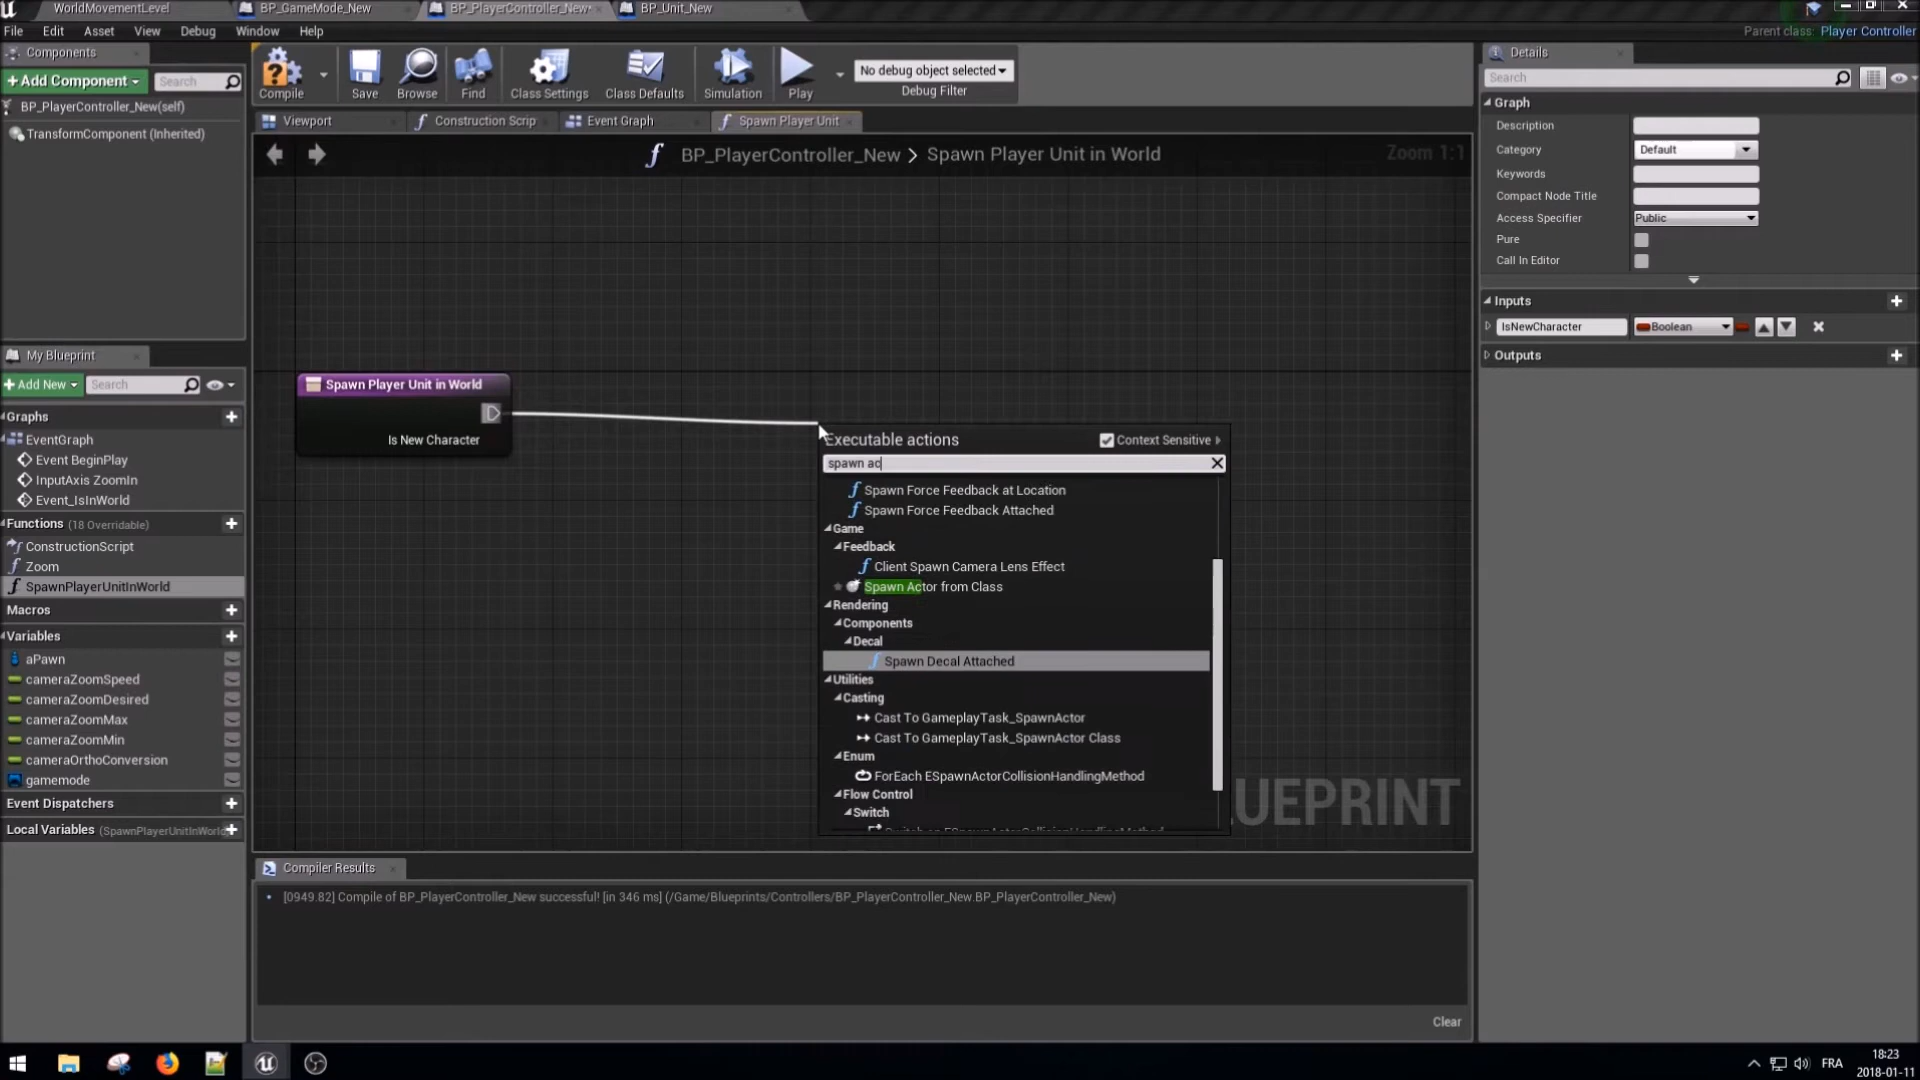 WorldMovementLevel
BP_GameMode_New
BP_PlayerController_New*
BP_Unit_New
File Edit Asset View Debug Window Help
Parent class: Player Controller
Components
+Add Component
Search
BP_PlayerController_New(self)
TransformComponent (Inherited)
Compile
Save
Browse
Find
Class Settings
Class Defaults
Simulation
Play
No debug object selected
Debug Filter
Viewport
Construction Scrip
Event Graph
Spawn Player Unit
BP_PlayerController_New > Spawn Player Unit in World
Zoom 1:1
My Blueprint
+Add New
Search
Graphs
EventGraph
Event BeginPlay
InputAxis ZoomIn
Event_IsInWorld
Functions (18 Overridable)
ConstructionScript
Zoom
SpawnPlayerUnitInWorld
Macros
Variables
aPawn
cameraZoomSpeed
cameraZoomDesired
cameraZoomMax
cameraZoomMin
cameraOrthoConversion
gamemode
Event Dispatchers
Local Variables (SpawnPlayerUnitInWorld
Spawn Player Unit in World
Is New Character
Executable actions
Context Sensitive
spawn ac
Spawn Force Feedback at Location
Spawn Force Feedback Attached
Game
Feedback
Client Spawn Camera Lens Effect
Spawn Actor from Class
Rendering
Components
Decal
Spawn Decal Attached
Utilities
Casting
Cast To GameplayTask_SpawnActor
Cast To GameplayTask_SpawnActor Class
Enum
ForEach ESpawnActorCollisionHandlingMethod
Flow Control
Switch
Switch on ESpawnActorCollisionHandlingMethod
UEPRINT
Compiler Results
[0949.82] Compile of BP_PlayerController_New successful! [in 346 ms] (/Game/Blueprints/Controllers/BP_PlayerController_New.BP_PlayerController_New)
Clear
Details
Search
Graph
Description
Category
Default
Keywords
Compact Node Title
Access Specifier
Public
Pure
Call In Editor
Inputs
IsNewCharacter
Boolean
Outputs
FRA
18:23
2018-01-11